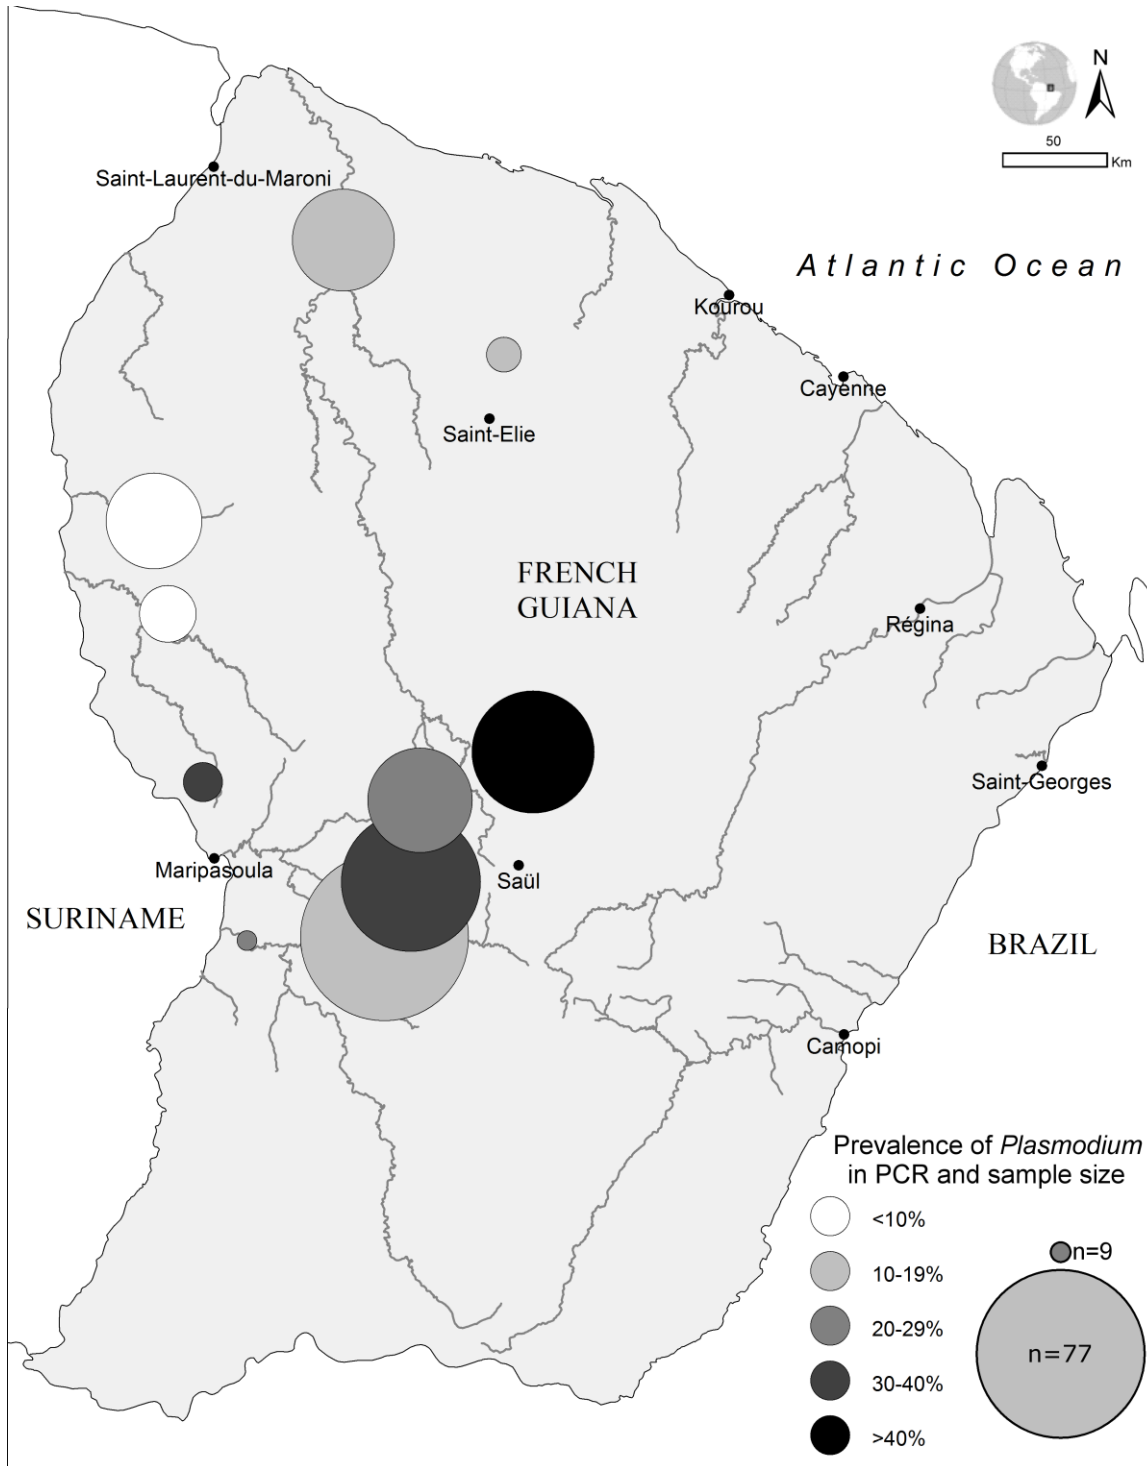 N
50
Km
Saint-Laurent-du-Maroni
Atlantic Ocean
Kourou
Cayenne
Saint-Elie
FRENCH
GUIANA
Régina
Saint-Georges
Maripasoula
Saül
SURINAME
BRAZIL
Camopi
Prevalence of Plasmodium
in PCR and sample size
<10%
10-19%
20-29%
30-40%
>40%
n=9
n=77